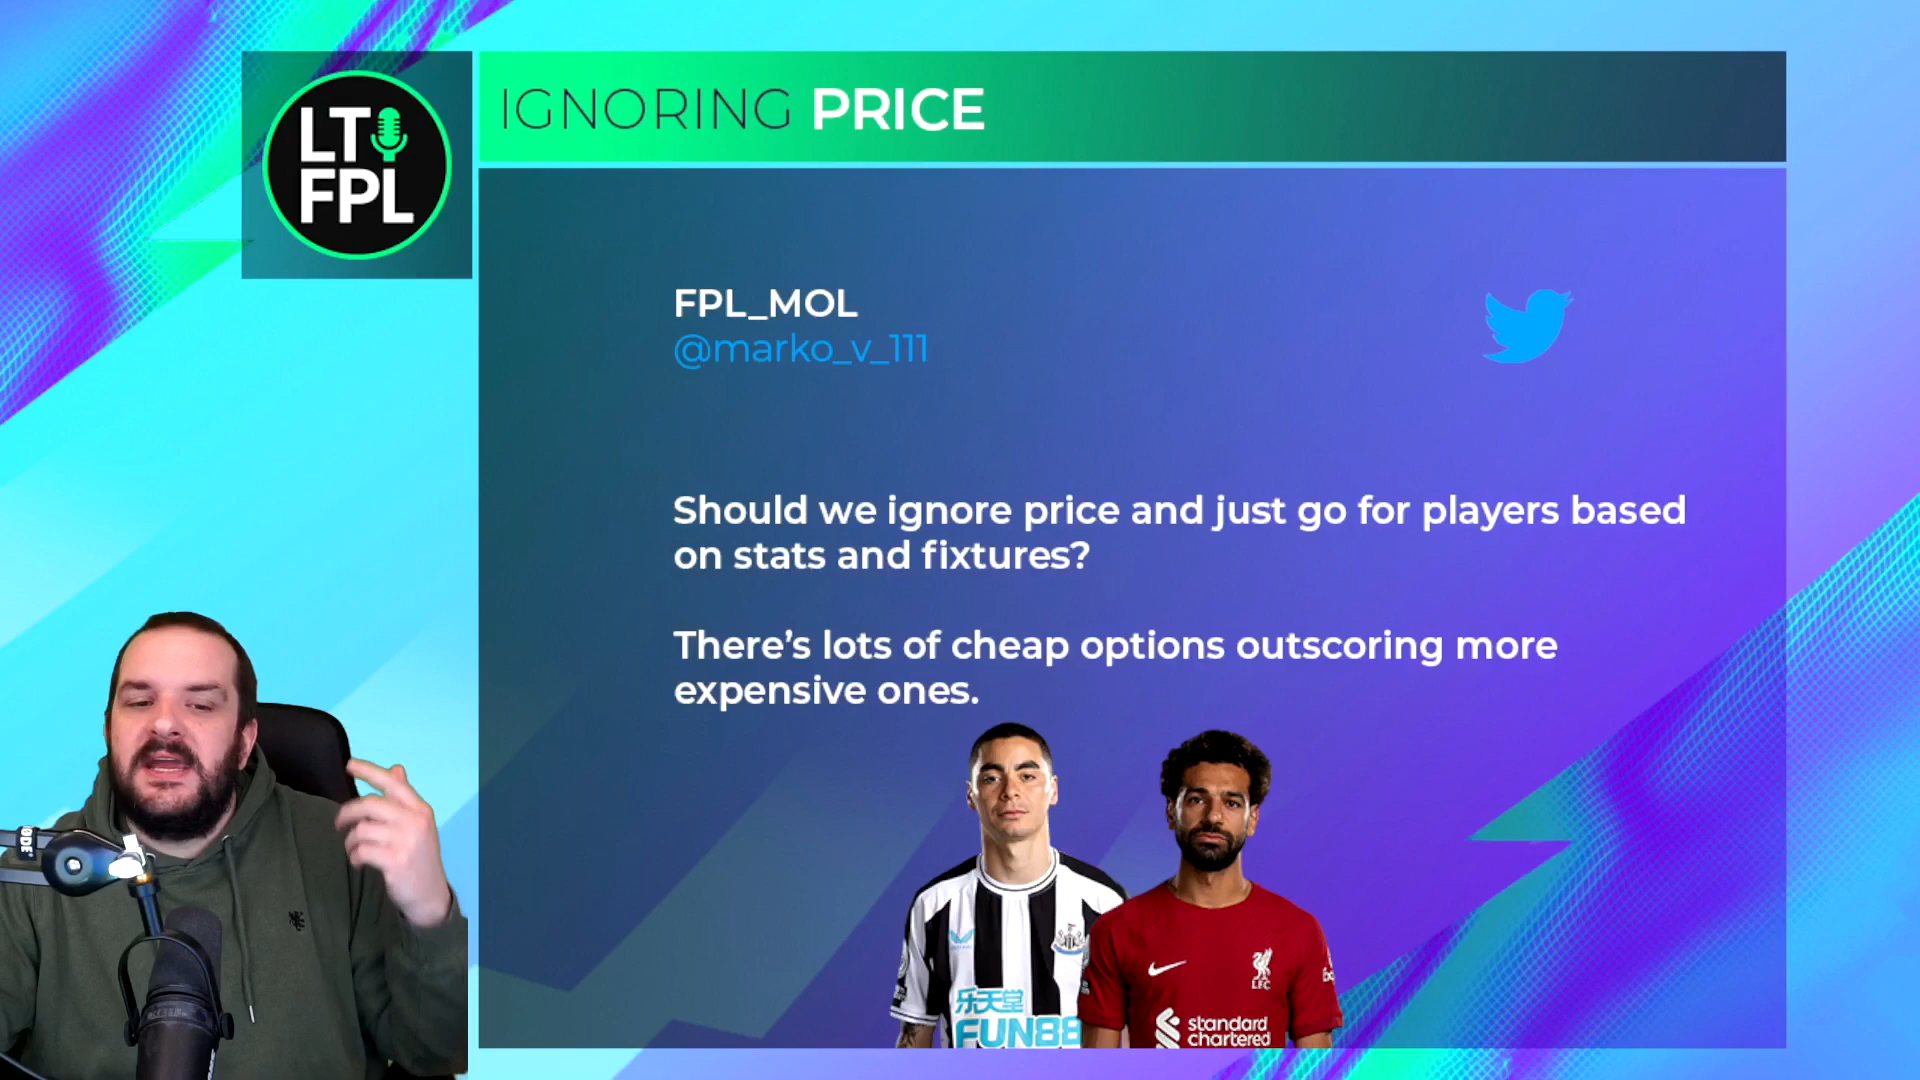 LT
FPL
IGNORING PRICE
FPL_MOL
@marko_v_111
Should we ignore price and just go for players based
on stats and fixtures?
There's lots of cheap options outscoring more
expensive ones.
乐天堂
FUN88
LFC
standard
chartered